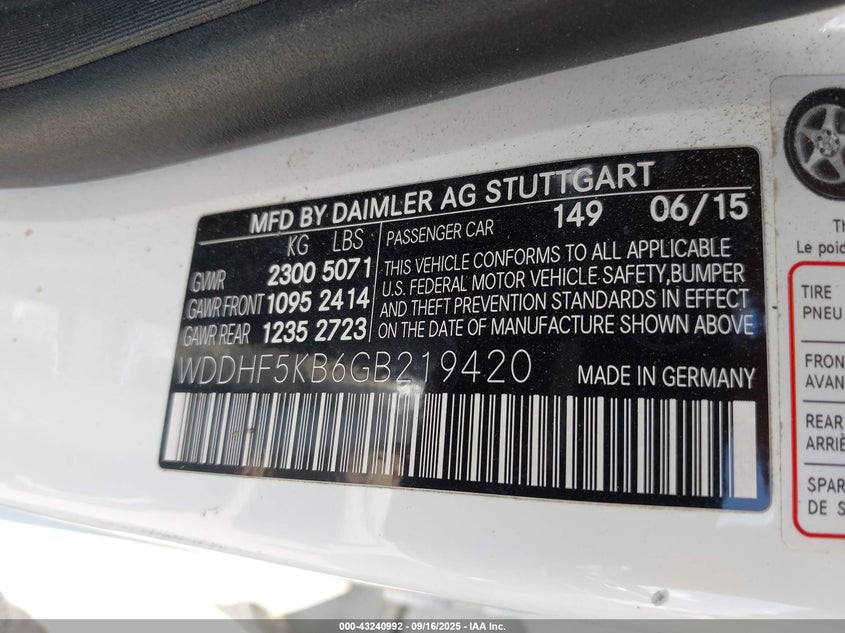 MFD BY DAIMLER AG STUTTGART
KG LBS
GVWR 2300 5071
GAWR FRONT 1095 2414
GAWR REAR 1235 2723
PASSENGER CAR 149 06/15
THIS VEHICLE CONFORMS TO ALL APPLICABLE
U.S. FEDERAL MOTOR VEHICLE SAFETY, BUMPER
AND THEFT PREVENTION STANDARDS IN EFFECT
ON THE DATE OF MANUFACTURE SHOWN ABOVE
WDDHF5KB6GB219420 MADE IN GERMANY
Th
Le poid
TIRE
PNEU
FRON
AVAN
REAR
ARRIÈ
SPAR
DE S
000-43240992 - 09/16/2025 - IAA Inc.